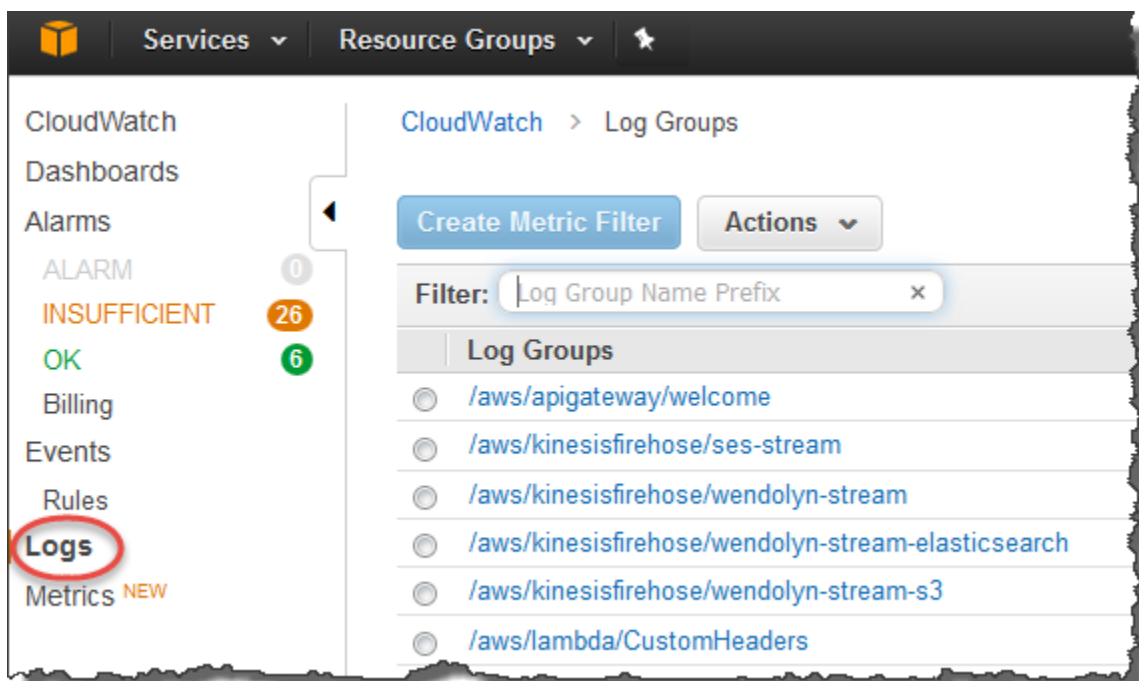 Services Resource Groups
CloudWatch
Dashboards
Alarms
ALARM 0
INSUFFICIENT 26
OK 6
Billing
Events
Rules
Logs
Metrics NEW
CloudWatch > Log Groups
Create Metric Filter Actions
Filter: Log Group Name Prefix ×
Log Groups
/aws/apigateway/welcome
/aws/kinesisfirehose/ses-stream
/aws/kinesisfirehose/wendolyn-stream
/aws/kinesisfirehose/wendolyn-stream-elasticsearch
/aws/kinesisfirehose/wendolyn-stream-s3
/aws/lambda/CustomHeaders